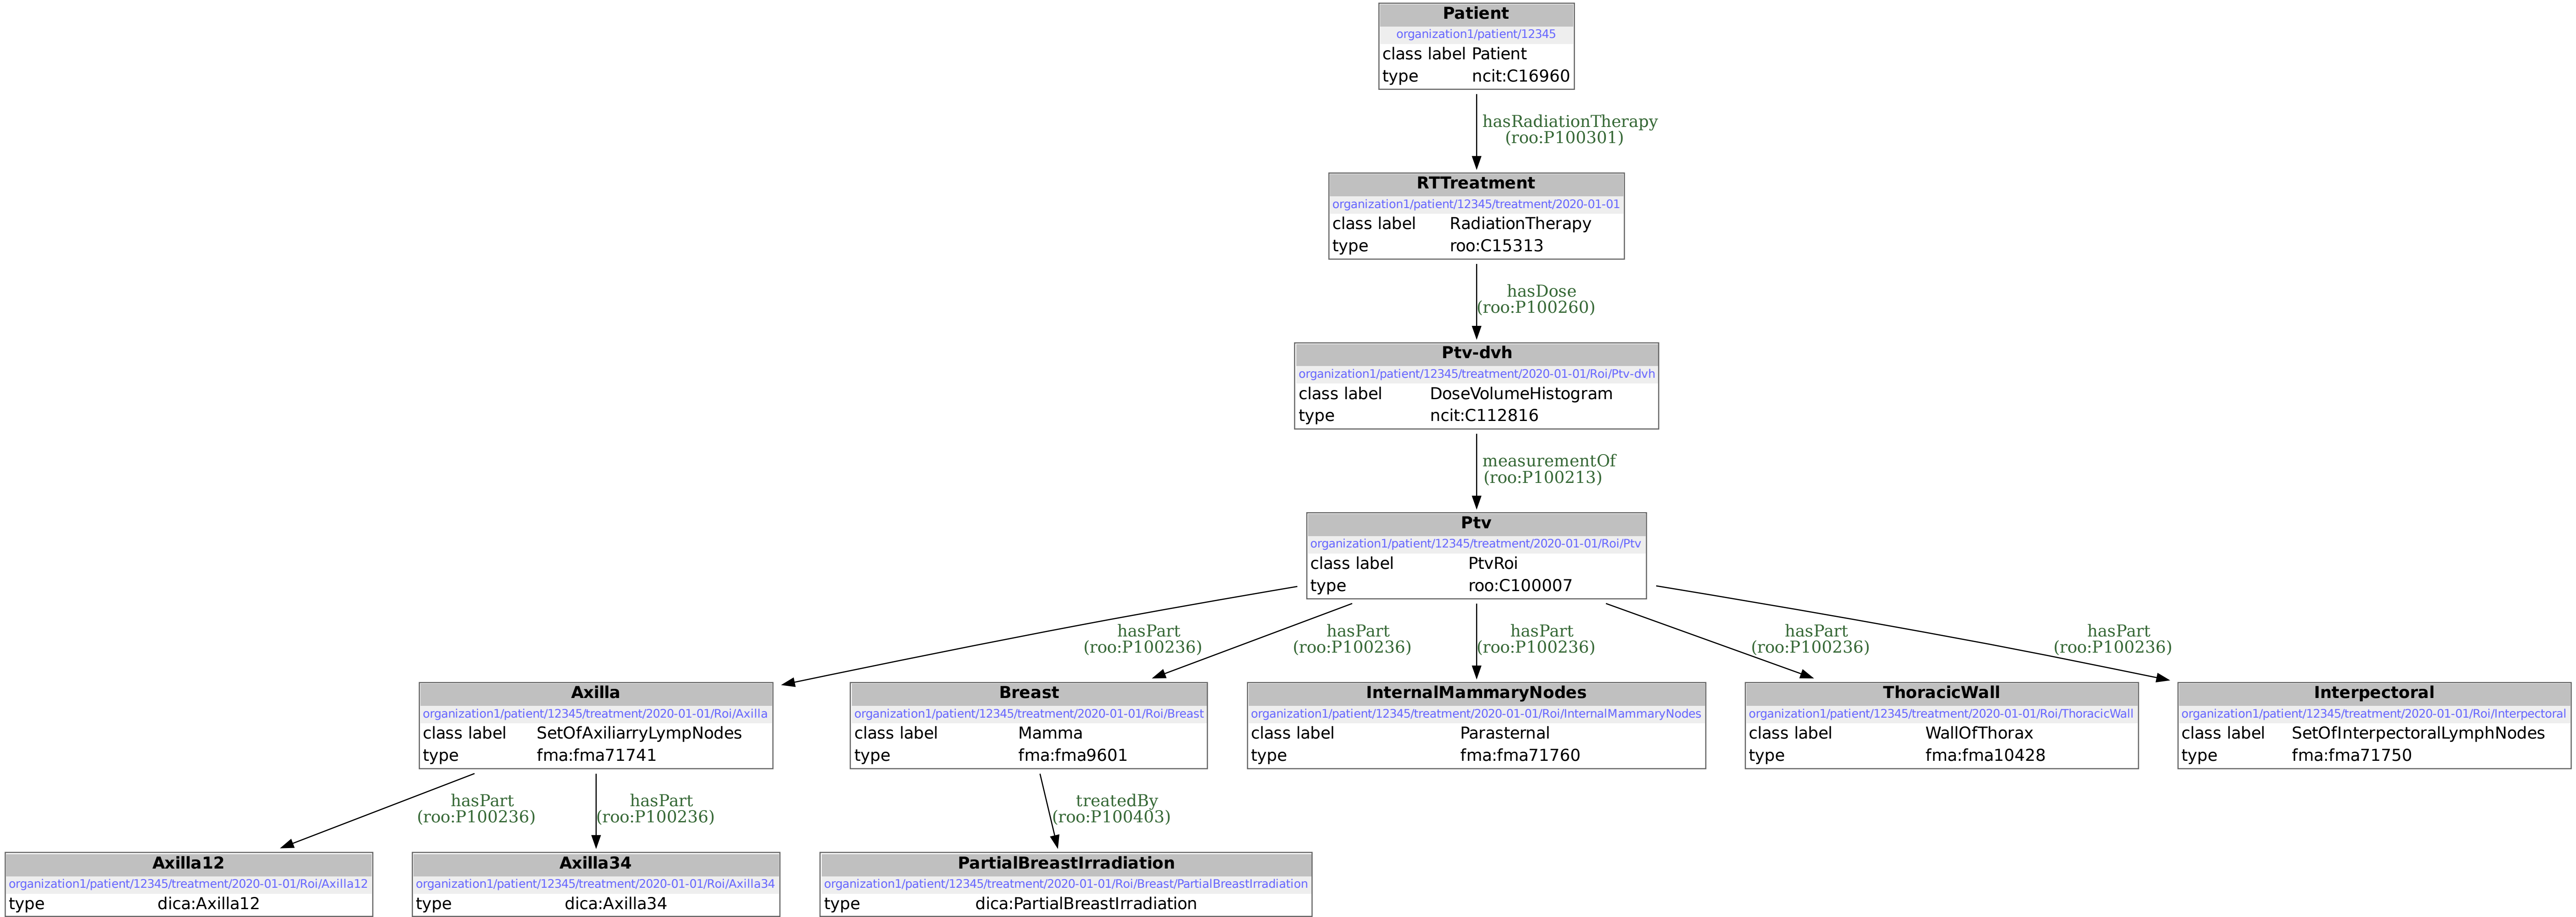 Patient
organization1/patient/12345
class label Patient
type ncit:C16960
hasRadiationTherapy
(roo:P100301)
RTTreatment
organization1/patient/12345/treatment/2020-01-01
class label RadiationTherapy
type roo:C15313
hasDose
(roo:P100260)
Ptv-dvh
organization1/patient/12345/treatment/2020-01-01/Roi/Ptv-dvh
class label DoseVolumeHistogram
type ncit:C112816
measurementOf
(roo:P100213)
Ptv
organization1/patient/12345/treatment/2020-01-01/Roi/Ptv
class label PtvRoi
type roo:C100007
hasPart
(roo:P100236)
hasPart
(roo:P100236)
hasPart
(roo:P100236)
hasPart
(roo:P100236)
hasPart
(roo:P100236)
Axilla
organization1/patient/12345/treatment/2020-01-01/Roi/Axilla
class label SetOfAxiliarryLympNodes
type fma:fma71741
Breast
organization1/patient/12345/treatment/2020-01-01/Roi/Breast
class label Mamma
type fma:fma9601
InternalMammaryNodes
organization1/patient/12345/treatment/2020-01-01/Roi/InternalMammaryNodes
class label Parasternal
type fma:fma71760
ThoracicWall
organization1/patient/12345/treatment/2020-01-01/Roi/ThoracicWall
class label WallOfThorax
type fma:fma10428
Interpectoral
organization1/patient/12345/treatment/2020-01-01/Roi/Interpectoral
class label SetOfInterpectoralLymphNodes
type fma:fma71750
hasPart
(roo:P100236)
hasPart
(roo:P100236)
treatedBy
(roo:P100403)
Axilla12
organization1/patient/12345/treatment/2020-01-01/Roi/Axilla12
type dica:Axilla12
Axilla34
organization1/patient/12345/treatment/2020-01-01/Roi/Axilla34
type dica:Axilla34
PartialBreastIrradiation
organization1/patient/12345/treatment/2020-01-01/Roi/Breast/PartialBreastIrradiation
type dica:PartialBreastIrradiation